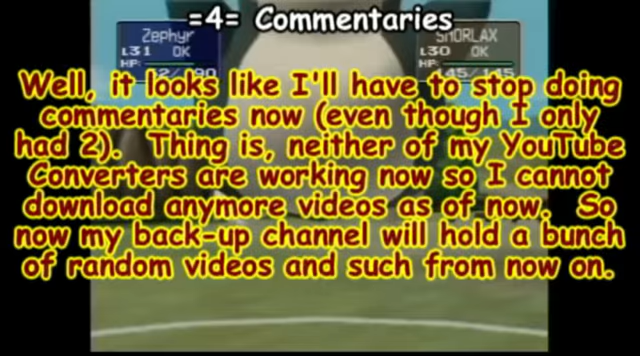 =4= Commentaries
Zephyr SNORLAX
L31 OK L30 OK
HP: HP:
45/145
Well, it looks like I'll have to stop doing
commentaries now (even though I only
had 2). Thing is, neither of my YouTube
Converters are working now so I cannot
download anymore videos as of now. So
now my back-up channel will hold a bunch
of random videos and such from now on.